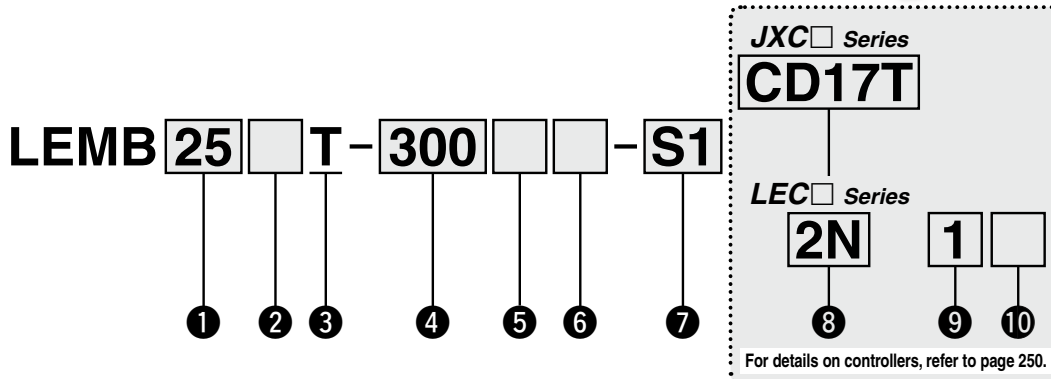 JXC□ Series
CD17T
LEMB 25 □ T - 300 □ □ - S1
LEC□ Series
2N 1 □
❶ ❷ ❸ ❹ ❺ ❻ ❼ ❽ ❾ ❿
For details on controllers, refer to page 250.